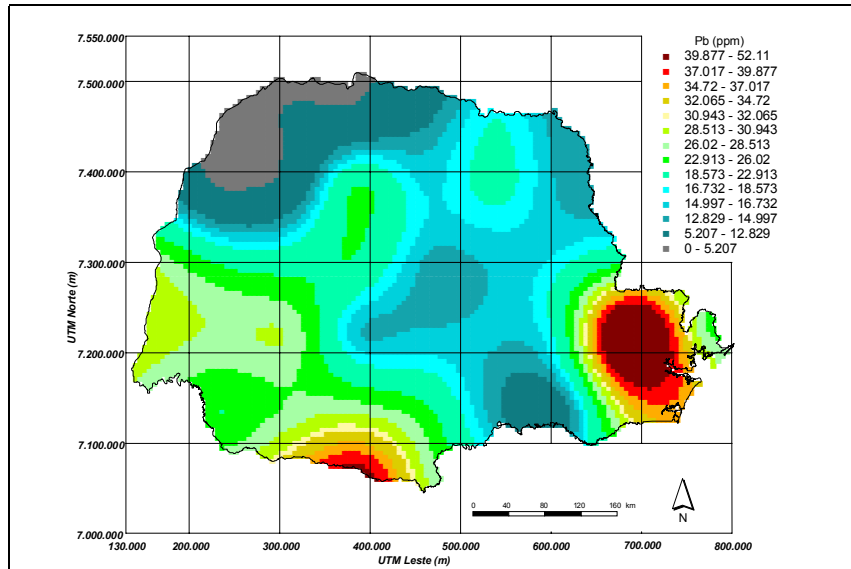 Pb (ppm)
39.877 - 52.11
37.017 - 39.877
34.72 - 37.017
32.065 - 34.72
30.943 - 32.065
28.513 - 30.943
26.02 - 28.513
22.913 - 26.02
18.573 - 22.913
16.732 - 18.573
14.997 - 16.732
12.829 - 14.997
5.207 - 12.829
0 - 5.207
7.550.000
7.500.000
7.400.000
7.300.000
7.200.000
7.100.000
7.000.000
UTM Norte (m)
0 40 80 120 160 km
N
130.000 200.000 300.000 400.000 500.000 600.000 700.000 800.000
UTM Leste (m)